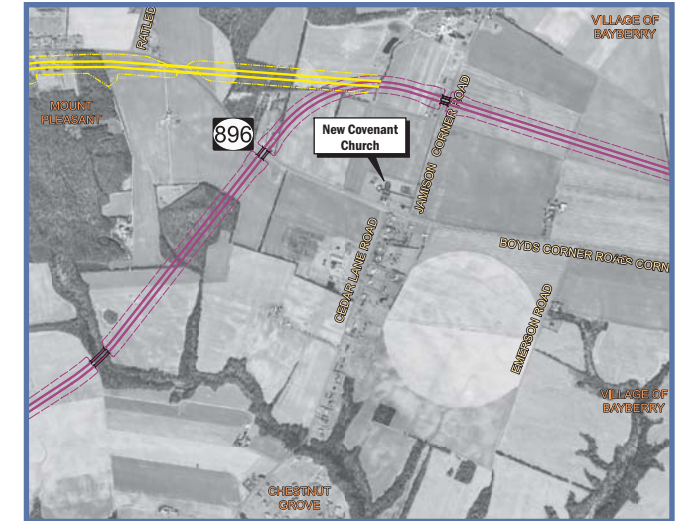 VILLAGE OF
BAYBERRY
RATLED
MOUNT
PLEASANT
896
New Covenant
Church
JAMISON CORNER ROAD
CEDAR LANE ROAD
BOYDS CORNER ROAD
CORN
EMERSON ROAD
VILLAGE OF
BAYBERRY
CHESTNUT
GROVE